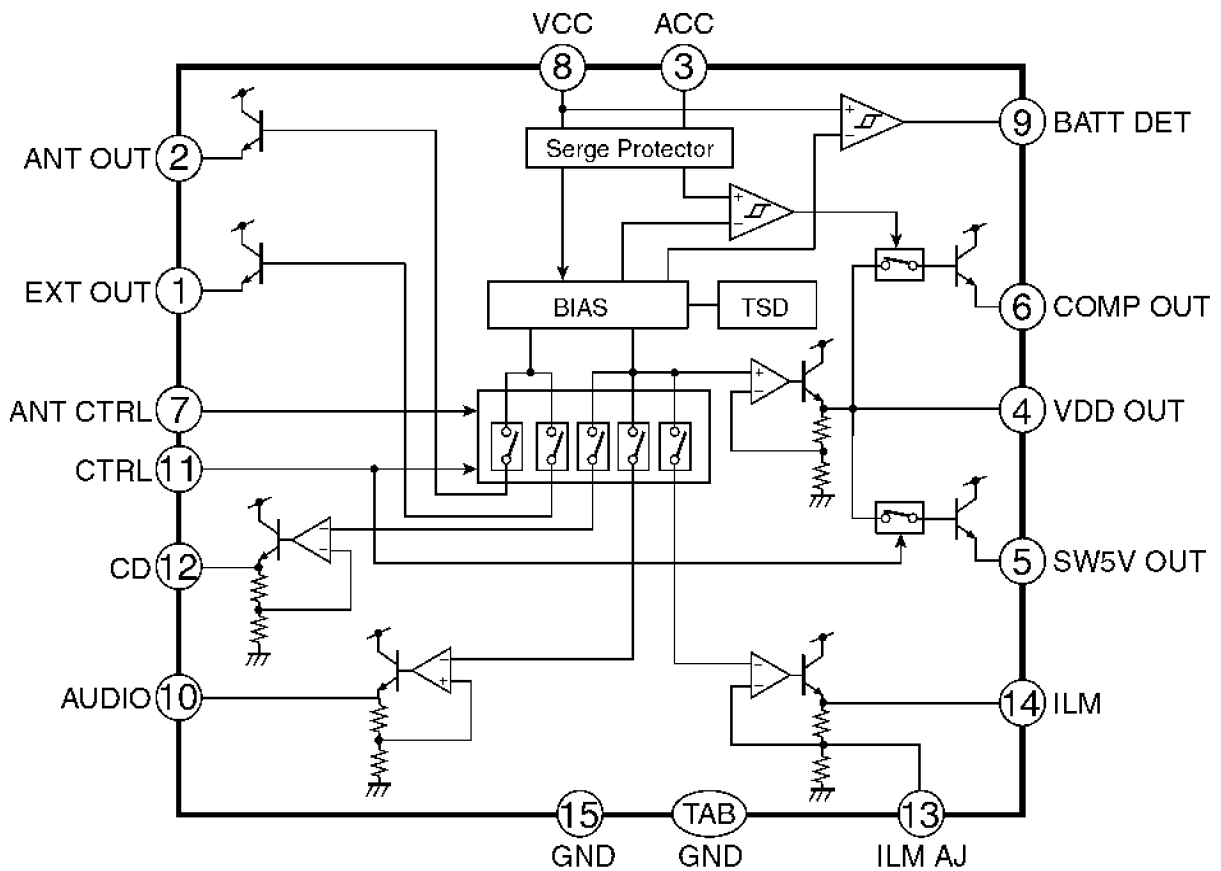 VCC ACC
8 3
9 BATT DET
ANT OUT 2
Serge Protector
+
−
+
−
EXT OUT 1
BIAS TSD
6 COMP OUT
+
−
ANT CTRL 7
4 VDD OUT
CTRL 11
−
−
CD 12
5 SW5V OUT
−
+
−
−
AUDIO 10
14 ILM
15 TAB 13
GND GND ILM AJ